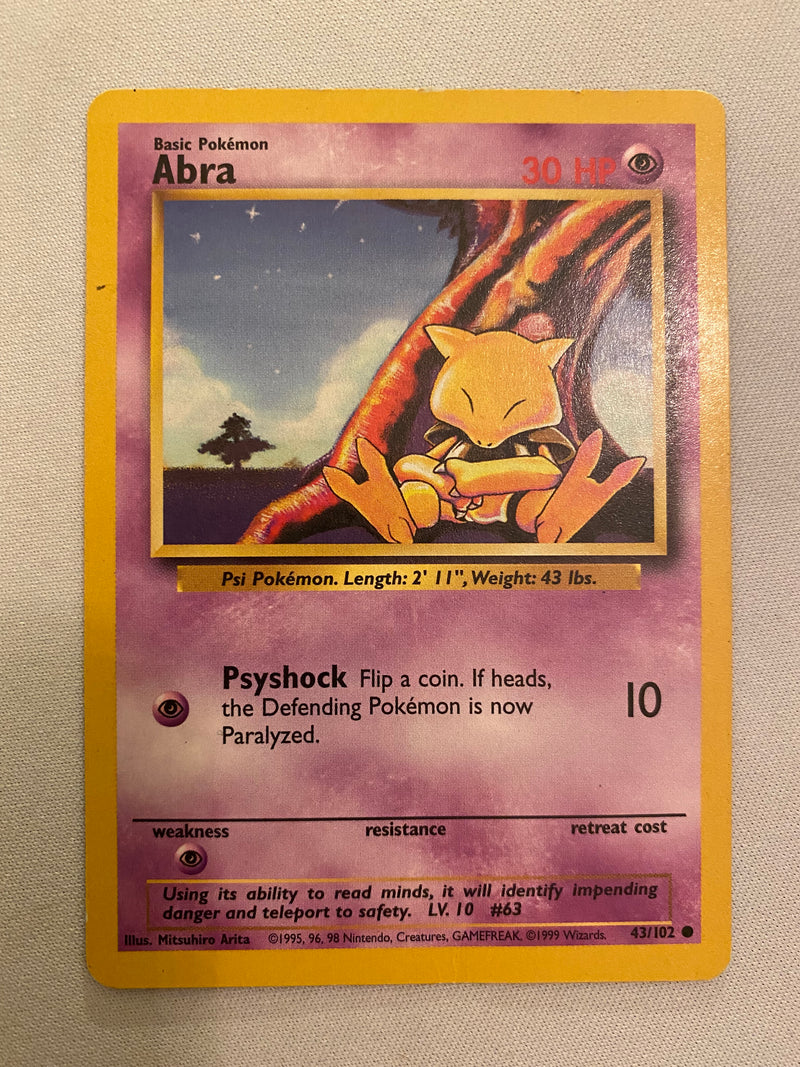 Basic Pokémon
Abra 30 HP
Psi Pokémon. Length: 2' 11", Weight: 43 lbs.
Psyshock Flip a coin. If heads,
the Defending Pokémon is now
Paralyzed.
10
weakness resistance retreat cost
Using its ability to read minds, it will identify impending
danger and teleport to safety. LV. 10 #63
Illus. Mitsuhiro Arita ©1995, 96, 98 Nintendo, Creatures, GAMEFREAK. ©1999 Wizards. 43/102